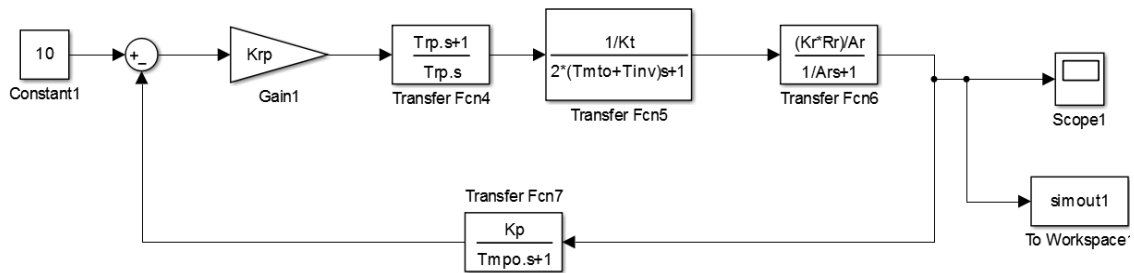 10
Constant1
+
−
Krp
Gain1
Trp.s+1
Trp.s
Transfer Fcn4
1/Kt
2*(Tmto+Tinv)s+1
Transfer Fcn5
(Kr*Rr)/Ar
1/Ars+1
Transfer Fcn6
Scope1
simout1
To Workspace1
Transfer Fcn7
Kp
Tmpo.s+1